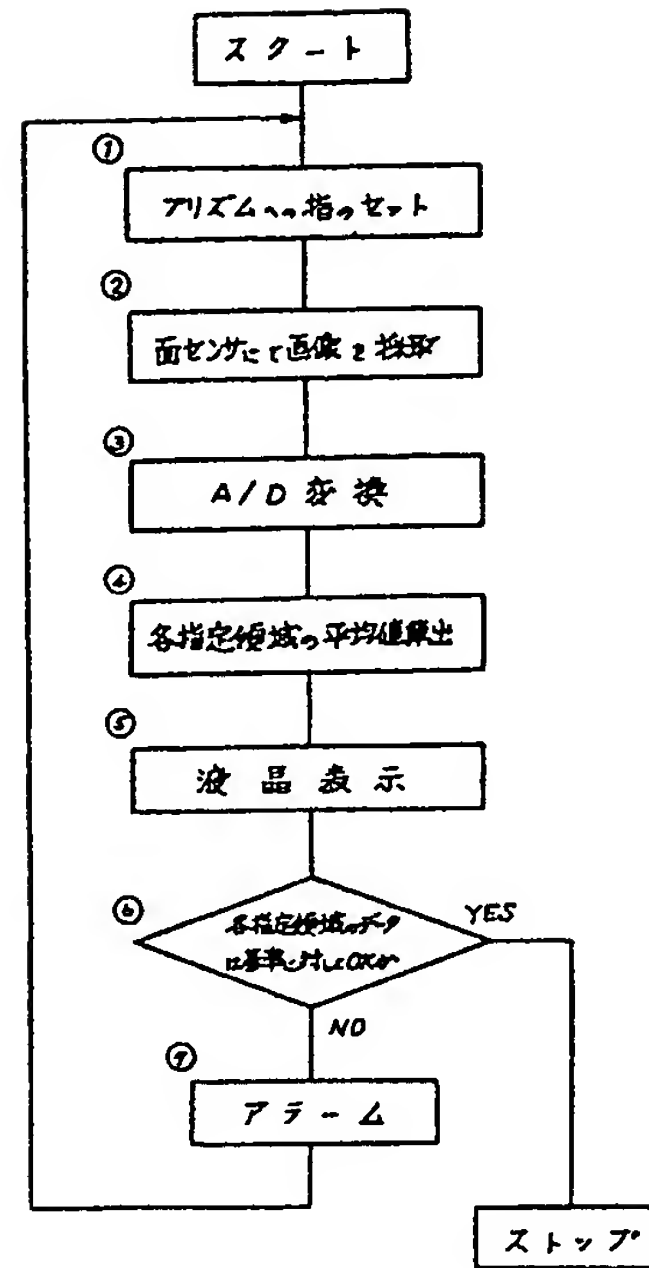 スタート
①
プリズムへの指のセット
②
面センサにて画像を採取
③
A/D変換
④
各指定領域の平均値算出
⑤
液晶表示
⑥
各指定領域のデータ
は基準に対してOKか
YES
NO
⑦
アラーム
ストップ